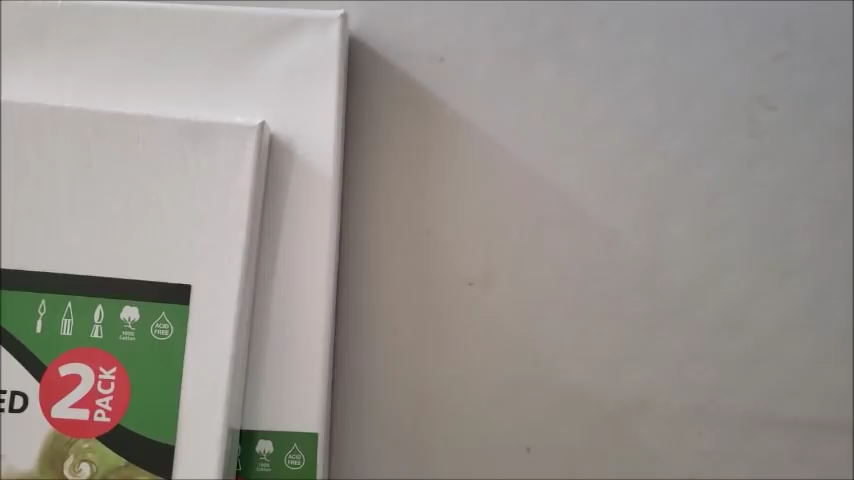 100%
Cotton
ACID
FREE
2
PACK
ED
100%
Cotton
ACID
FREE